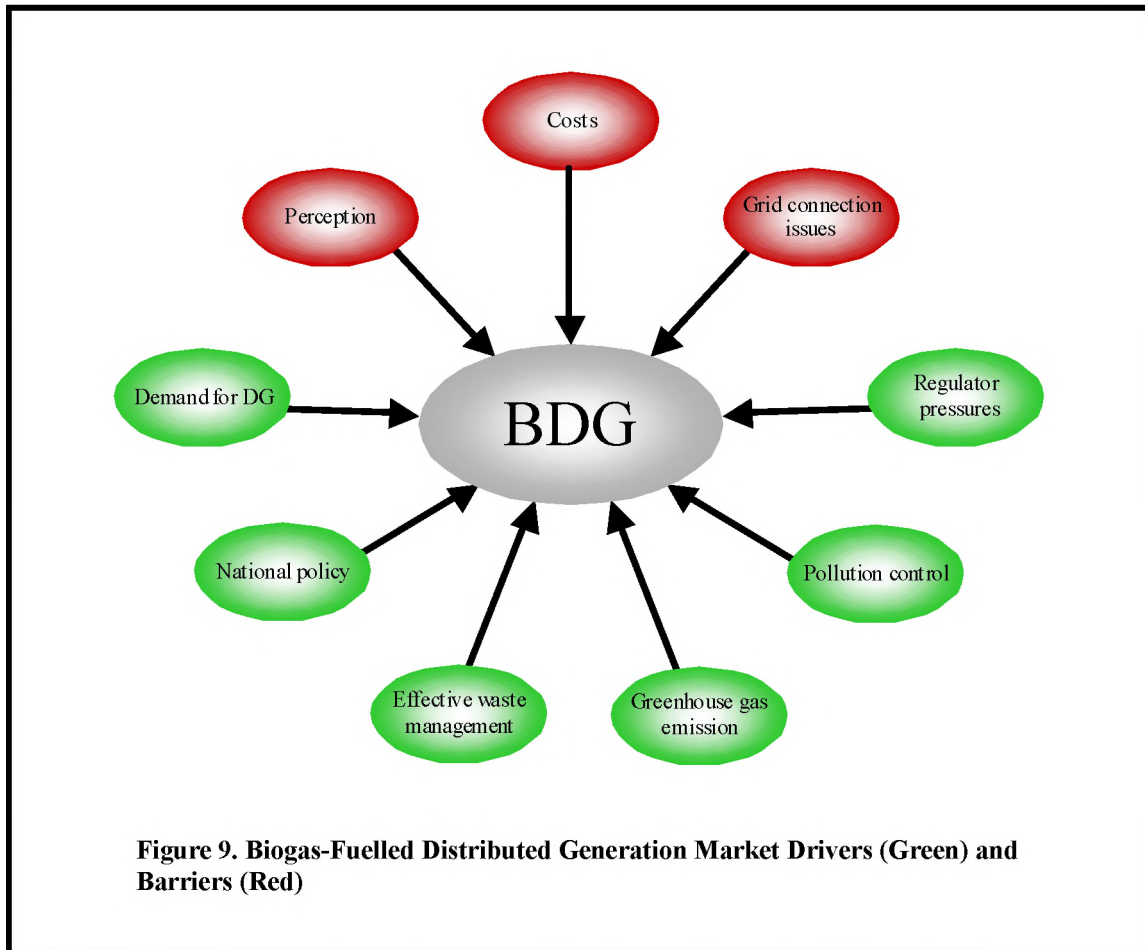 Costs
Perception
Grid connection
issues
Demand for DG
BDG
Regulator
pressures
National policy
Pollution control
Effective waste
management
Greenhouse gas
emission
Figure 9. Biogas-Fuelled Distributed Generation Market Drivers (Green) and
Barriers (Red)